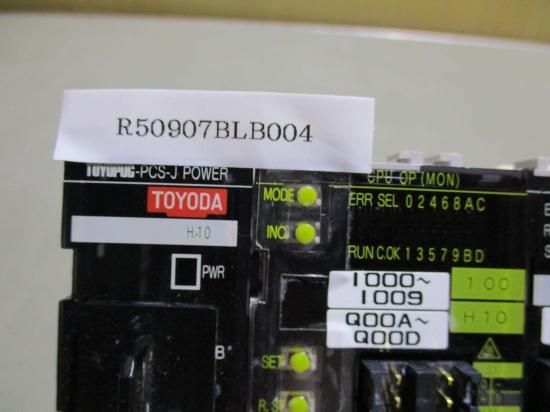 R50907BLB004
TOYOPUC-PCS-J POWER
TOYODA
H.10
PWR
CPU OP (MON)
MODE
ERR SEL 0 2 4 6 8 A C
INC
RUN C.OK 1 3 5 7 9 B D
1000~
1009
1.00
Q00A~
Q00D
H.10
B
SET